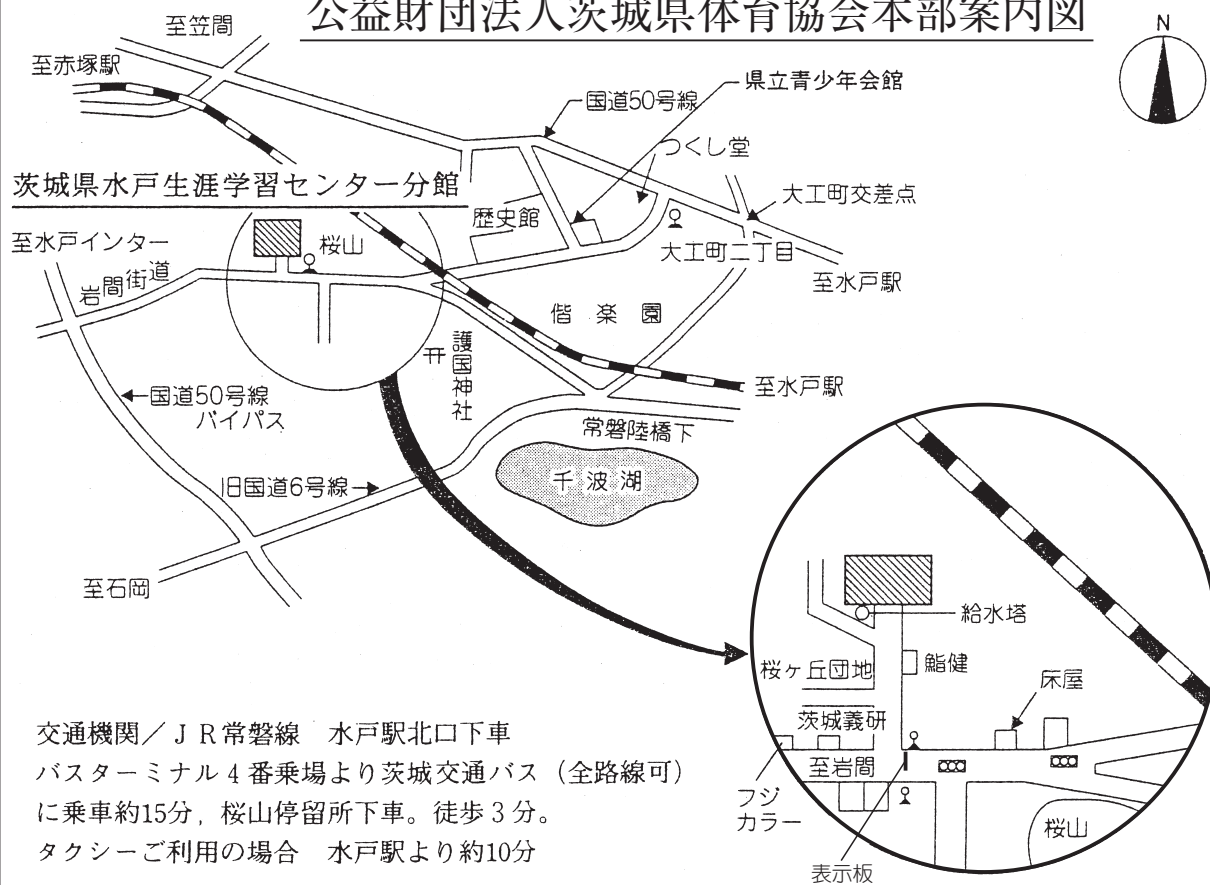 公益財団法人茨城県体育協会本部案内図
N
至笠間
至赤塚駅
県立青少年会館
国道50号線
つくし堂
茨城県水戸生涯学習センター分館
大工町交差点
歴史館
至水戸インター
桜山
大工町二丁目
岩間街道
至水戸駅
偕楽園
護国神社
至水戸駅
国道50号線
バイパス
常磐陸橋下
千波湖
旧国道6号線
至石岡
給水塔
鮨健
桜ヶ丘団地
床屋
茨城義研
至岩間
フジ
カラー
桜山
表示板
交通機関／ＪＲ常磐線　水戸駅北口下車
バスターミナル４番乗場より茨城交通バス（全路線可）
に乗車約15分，桜山停留所下車。徒歩３分。
タクシーご利用の場合　水戸駅より約10分